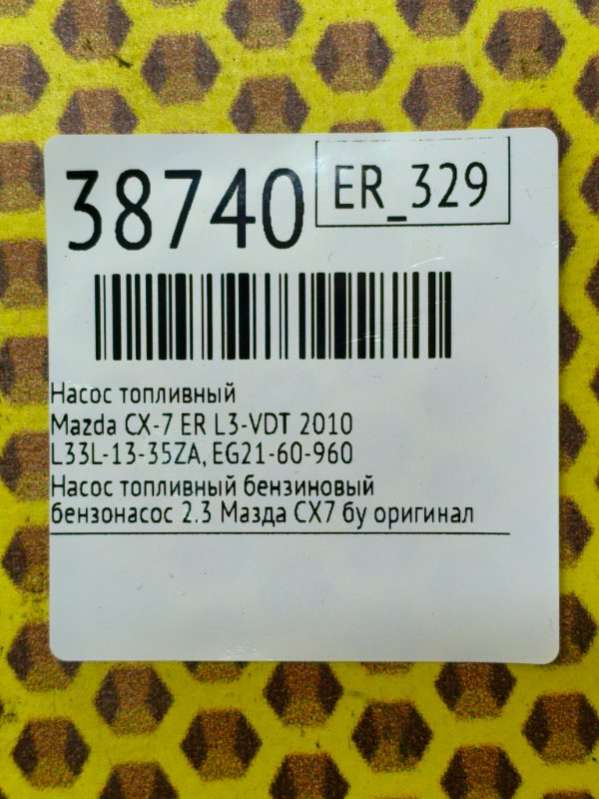 38740
ER_329
Насос топливный
Mazda CX-7 ER L3-VDT 2010
L33L-13-35ZA, EG21-60-960
Насос топливный бензиновый
бензонасос 2.3 Мазда СХ7 бу оригинал